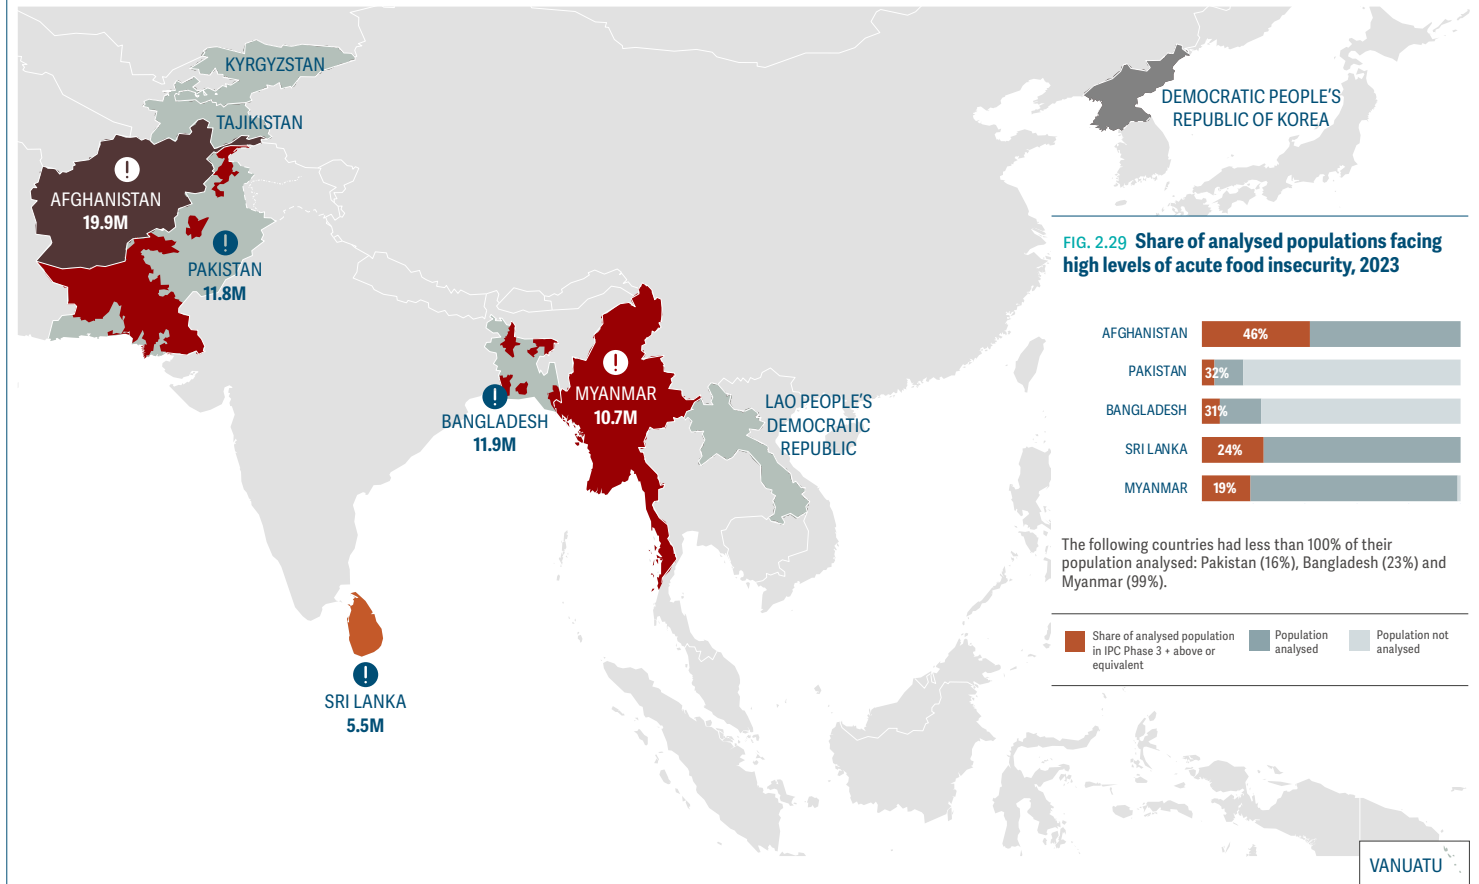 KYRGYZSTAN
TAJIKISTAN
DEMOCRATIC PEOPLE'S
REPUBLIC OF KOREA
!
AFGHANISTAN
19.9M
!
PAKISTAN
11.8M
!
BANGLADESH
11.9M
!
MYANMAR
10.7M
LAO PEOPLE'S
DEMOCRATIC
REPUBLIC
!
SRI LANKA
5.5M
VANUATU
FIG. 2.29 Share of analysed populations facing
high levels of acute food insecurity, 2023
AFGHANISTAN 46%
PAKISTAN 32%
BANGLADESH 31%
SRI LANKA 24%
MYANMAR 19%
The following countries had less than 100% of their
population analysed: Pakistan (16%), Bangladesh (23%) and
Myanmar (99%).
Share of analysed population
in IPC Phase 3 + above or
equivalent
Population
analysed
Population not
analysed